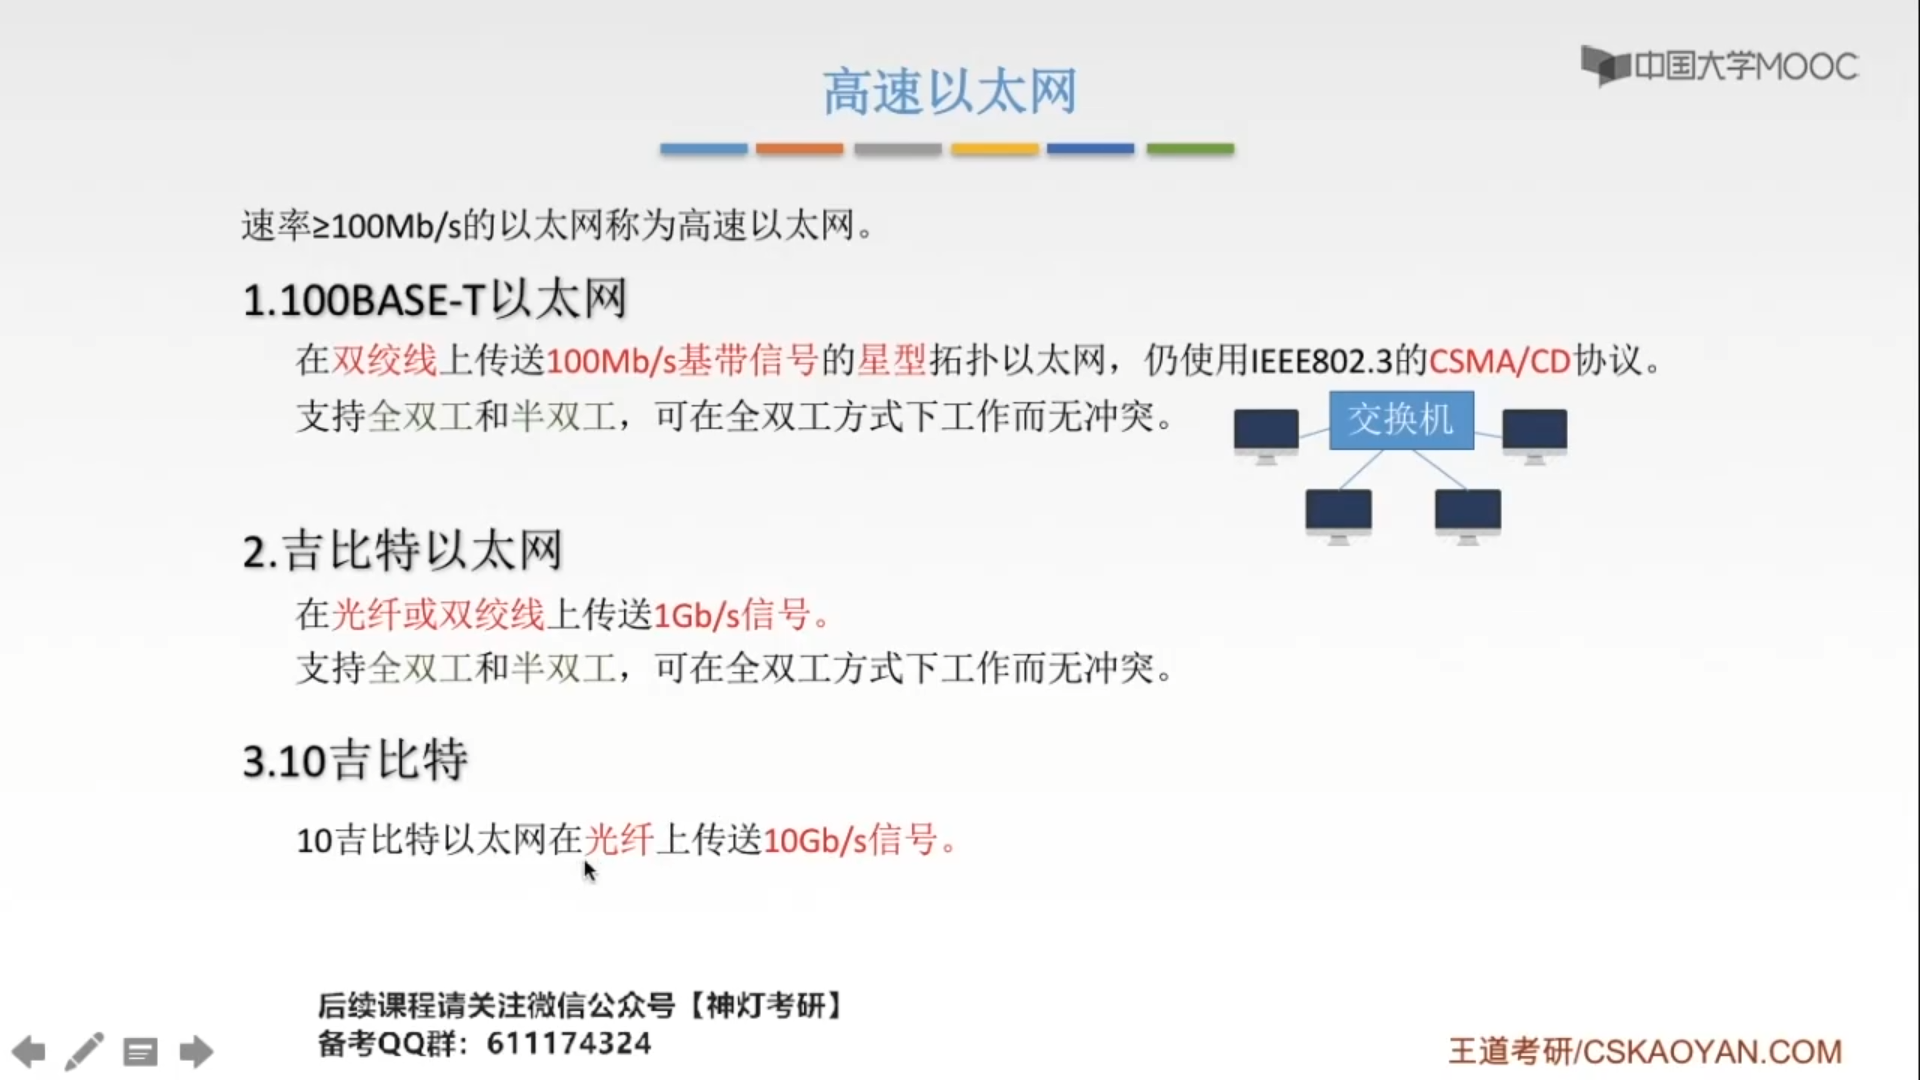 中国大学MOOC
高速以太网
速率≥100Mb/s的以太网称为高速以太网。
1.100BASE-T以太网
在双绞线上传送100Mb/s基带信号的星型拓扑以太网，仍使用IEEE802.3的CSMA/CD协议。
支持全双工和半双工，可在全双工方式下工作而无冲突。
交换机
2.吉比特以太网
在光纤或双绞线上传送1Gb/s信号。
支持全双工和半双工，可在全双工方式下工作而无冲突。
3.10吉比特
10吉比特以太网在光纤上传送10Gb/s信号。
后续课程请关注微信公众号【神灯考研】
备考QQ群：611174324
王道考研/CSKAOYAN.COM